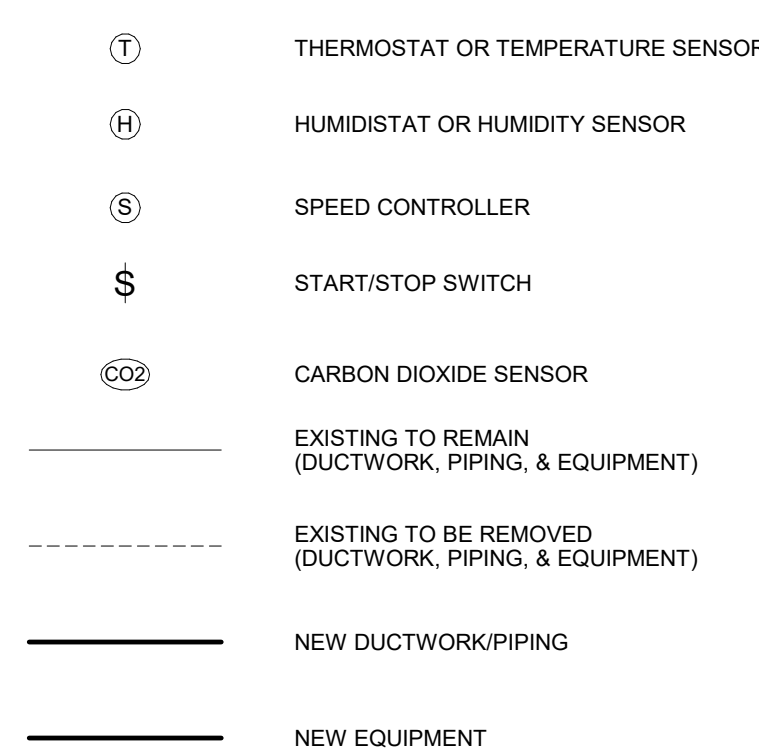 T THERMOSTAT OR TEMPERATURE SENSOR
H HUMIDISTAT OR HUMIDITY SENSOR
S SPEED CONTROLLER
$ START/STOP SWITCH
CO2 CARBON DIOXIDE SENSOR
EXISTING TO REMAIN
(DUCTWORK, PIPING, & EQUIPMENT)
EXISTING TO BE REMOVED
(DUCTWORK, PIPING, & EQUIPMENT)
NEW DUCTWORK/PIPING
NEW EQUIPMENT